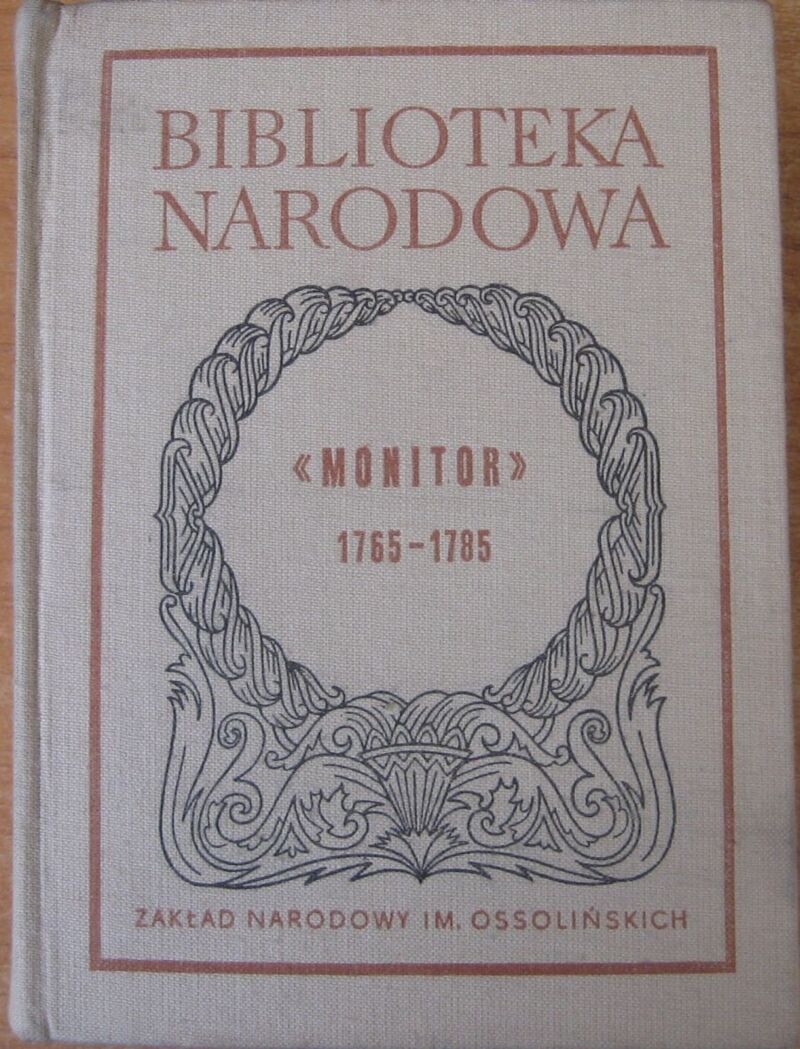 BIBLIOTEKA
NARODOWA
«MONITOR»
1765-1785
ZAKŁAD NARODOWY IM. OSSOLIŃSKICH